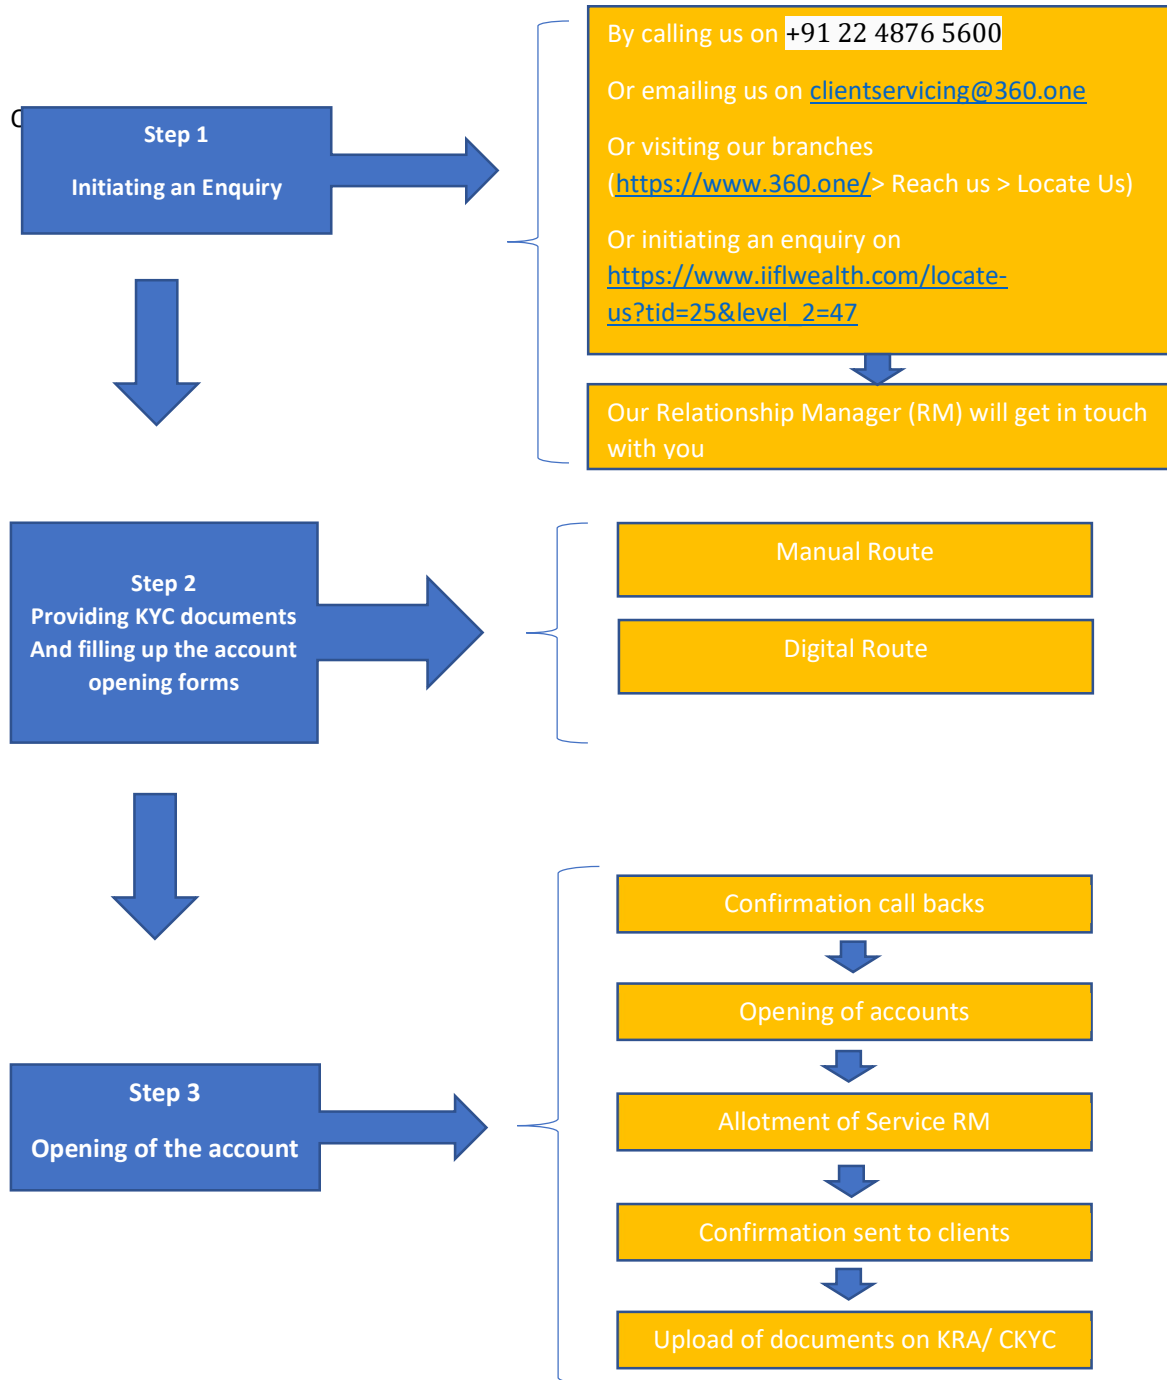 By calling us on +91 22 4876 5600
Or emailing us on clientservicing@360.one
Or visiting our branches
(https://www.360.one/> Reach us > Locate Us)
Or initiating an enquiry on
https://www.iiflwealth.com/locate-
us?tid=25&level_2=47
Step 1
Initiating an Enquiry
Our Relationship Manager (RM) will get in touch
with you
Step 2
Providing KYC documents
And filling up the account
opening forms
Manual Route
Digital Route
Step 3
Opening of the account
Confirmation call backs
Opening of accounts
Allotment of Service RM
Confirmation sent to clients
Upload of documents on KRA/ CKYC